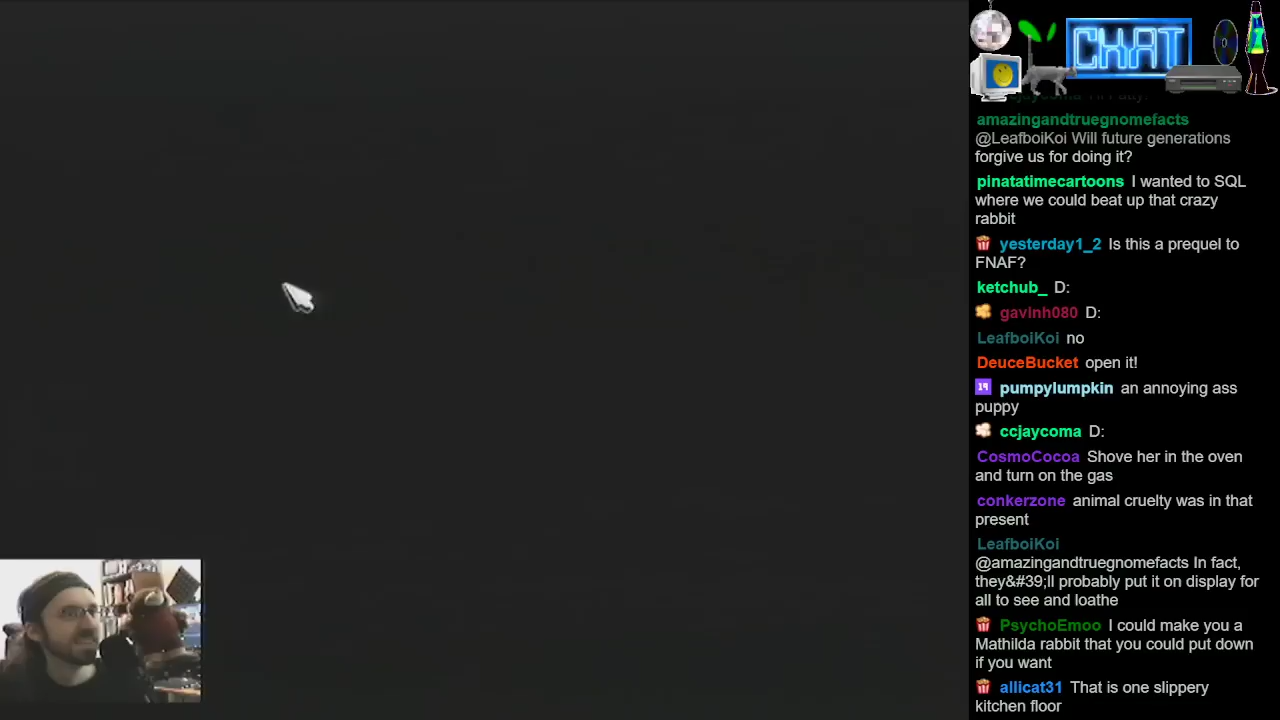 CHAT
amazingandtruegnomefacts
@LeafboiKoi Will future generations
forgive us for doing it?
pinatatimecartoons I wanted to SQL
where we could beat up that crazy
rabbit
yesterday1_2 Is this a prequel to
FNAF?
ketchub_ D:
gavinh080 D:
LeafboiKoi no
DeuceBucket open it!
pumpylumpkin an annoying ass
puppy
ccjaycoma D:
CosmoCocoa Shove her in the oven
and turn on the gas
conkerzone animal cruelty was in that
present
LeafboiKoi
@amazingandtruegnomefacts In fact,
they&#39;ll probably put it on display for
all to see and loathe
PsychoEmoo I could make you a
Mathilda rabbit that you could put down
if you want
allicat31 That is one slippery
kitchen floor